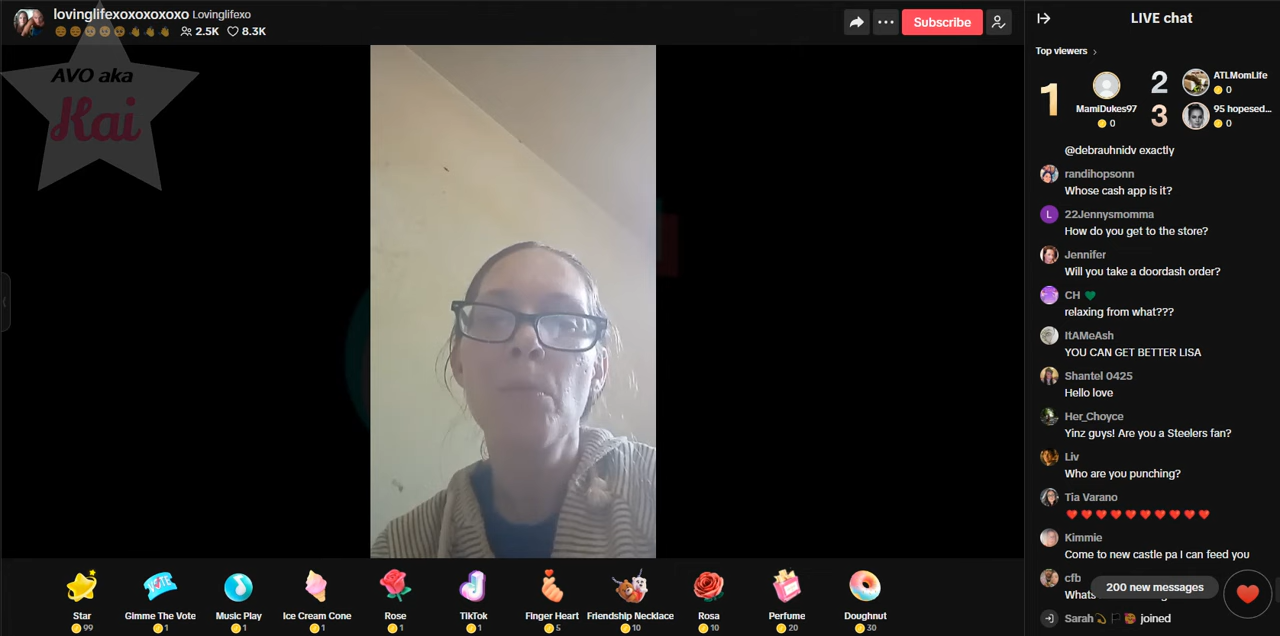 lovinglifexoxoxoxoxo Lovinglifexo
2.5K 8.3K
Subscribe
AVO aka
Kai
LIVE chat
Top viewers
1
MamiDukes97
0
2
ATLMomLife
0
3
95 hopesed...
0
@debrauhnidv exactly
randihopsonn
Whose cash app is it?
L
22Jennysmomma
How do you get to the store?
Jennifer
Will you take a doordash order?
CH 💚
relaxing from what???
ItAMeAsh
YOU CAN GET BETTER LISA
Shantel 0425
Hello love
Her_Choyce
Yinz guys! Are you a Steelers fan?
Liv
Who are you punching?
Tia Varano
❤️❤️❤️❤️❤️❤️❤️❤️❤️❤️
Kimmie
Come to new castle pa I can feed you
cfb
Whats
200 new messages
Sarah joined
Star
99
Gimme The Vote
1
VOTE
Music Play
1
Ice Cream Cone
1
Rose
1
TikTok
1
Finger Heart
5
Friendship Necklace
10
Rosa
10
Perfume
20
Doughnut
30